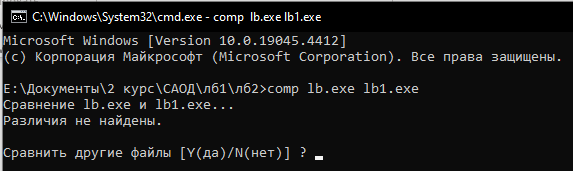 C:\Windows\System32\cmd.exe - comp lb.exe lb1.exe
Microsoft Windows [Version 10.0.19045.4412]
(c) Корпорация Майкрософт (Microsoft Corporation). Все права защищены.
E:\Документы\2 курс\САОД\лб1\лб2>comp lb.exe lb1.exe
Сравнение lb.exe и lb1.exe...
Различия не найдены.
Сравнить другие файлы [Y(да)/N(нет)] ?